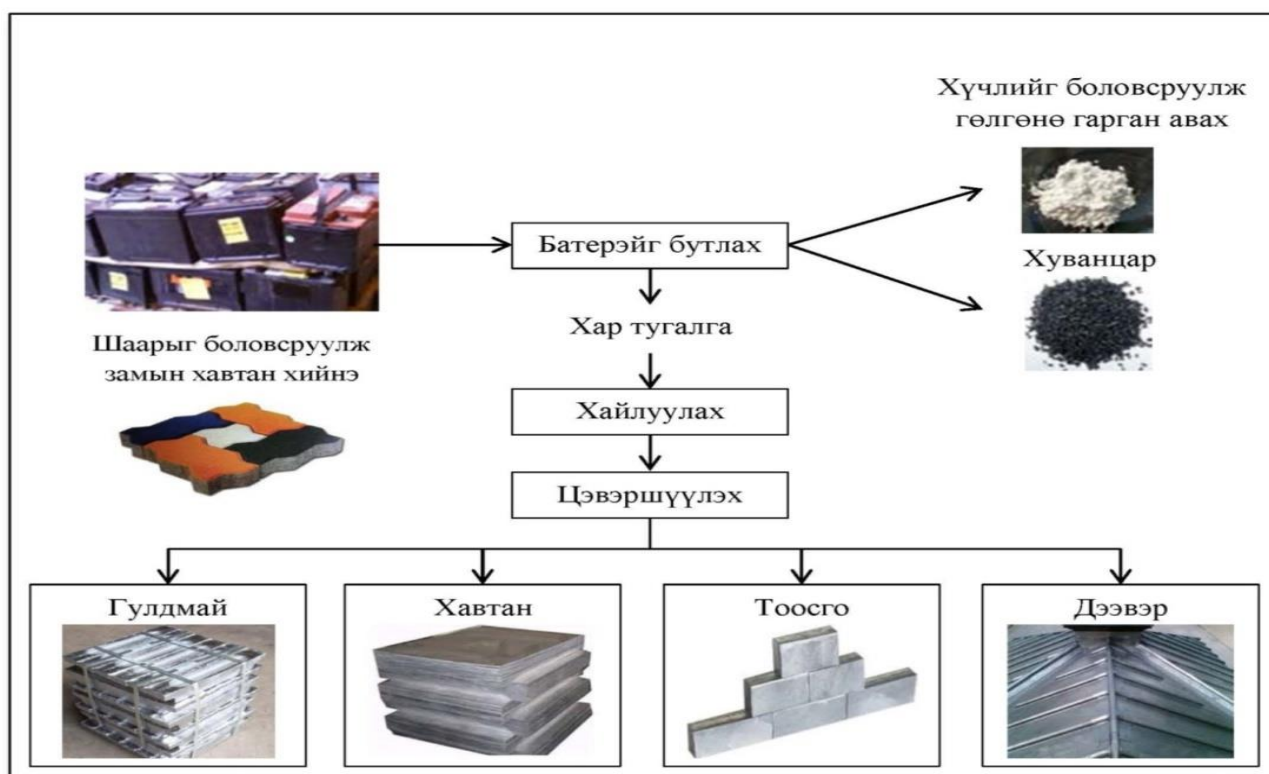 Хүчлийг боловсруулж
гөлгөнө гарган авах
Батерэйг бутлах
Хуванцар
Хар тугалга
Шаарыг боловсруулж
замын хавтан хийнэ
Хайлуулах
Цэвэршүүлэх
Гулдмай
Хавтан
Тоосго
Дээвэр